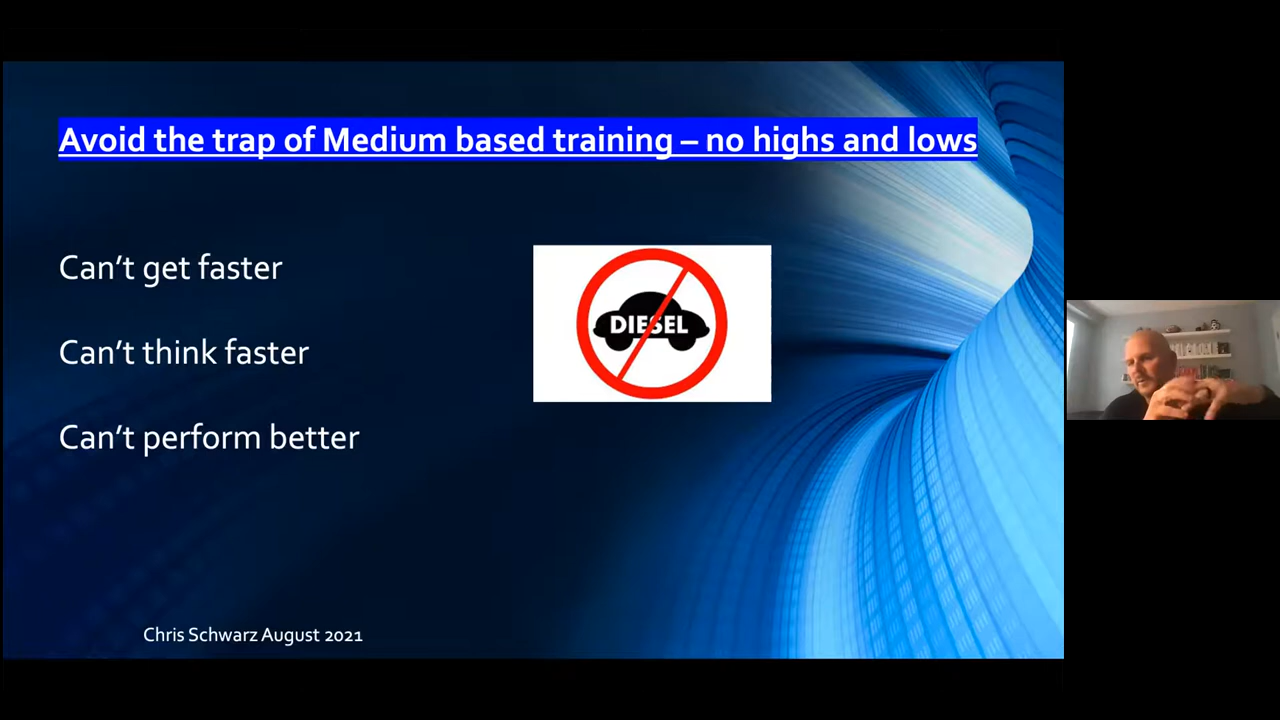 Avoid the trap of Medium based training – no highs and lows
Can't get faster
DIESEL
Can't think faster
Can't perform better
Chris Schwarz August 2021